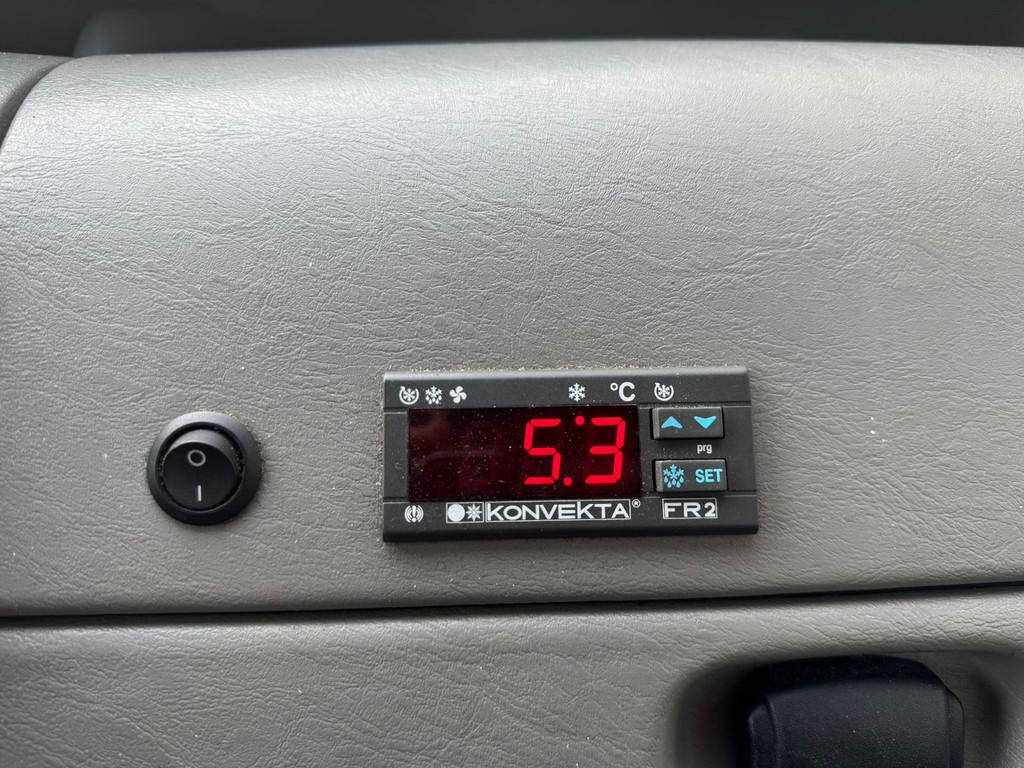 °C
5.3
prg
SET
KONVEKTA®
FR2
O
I